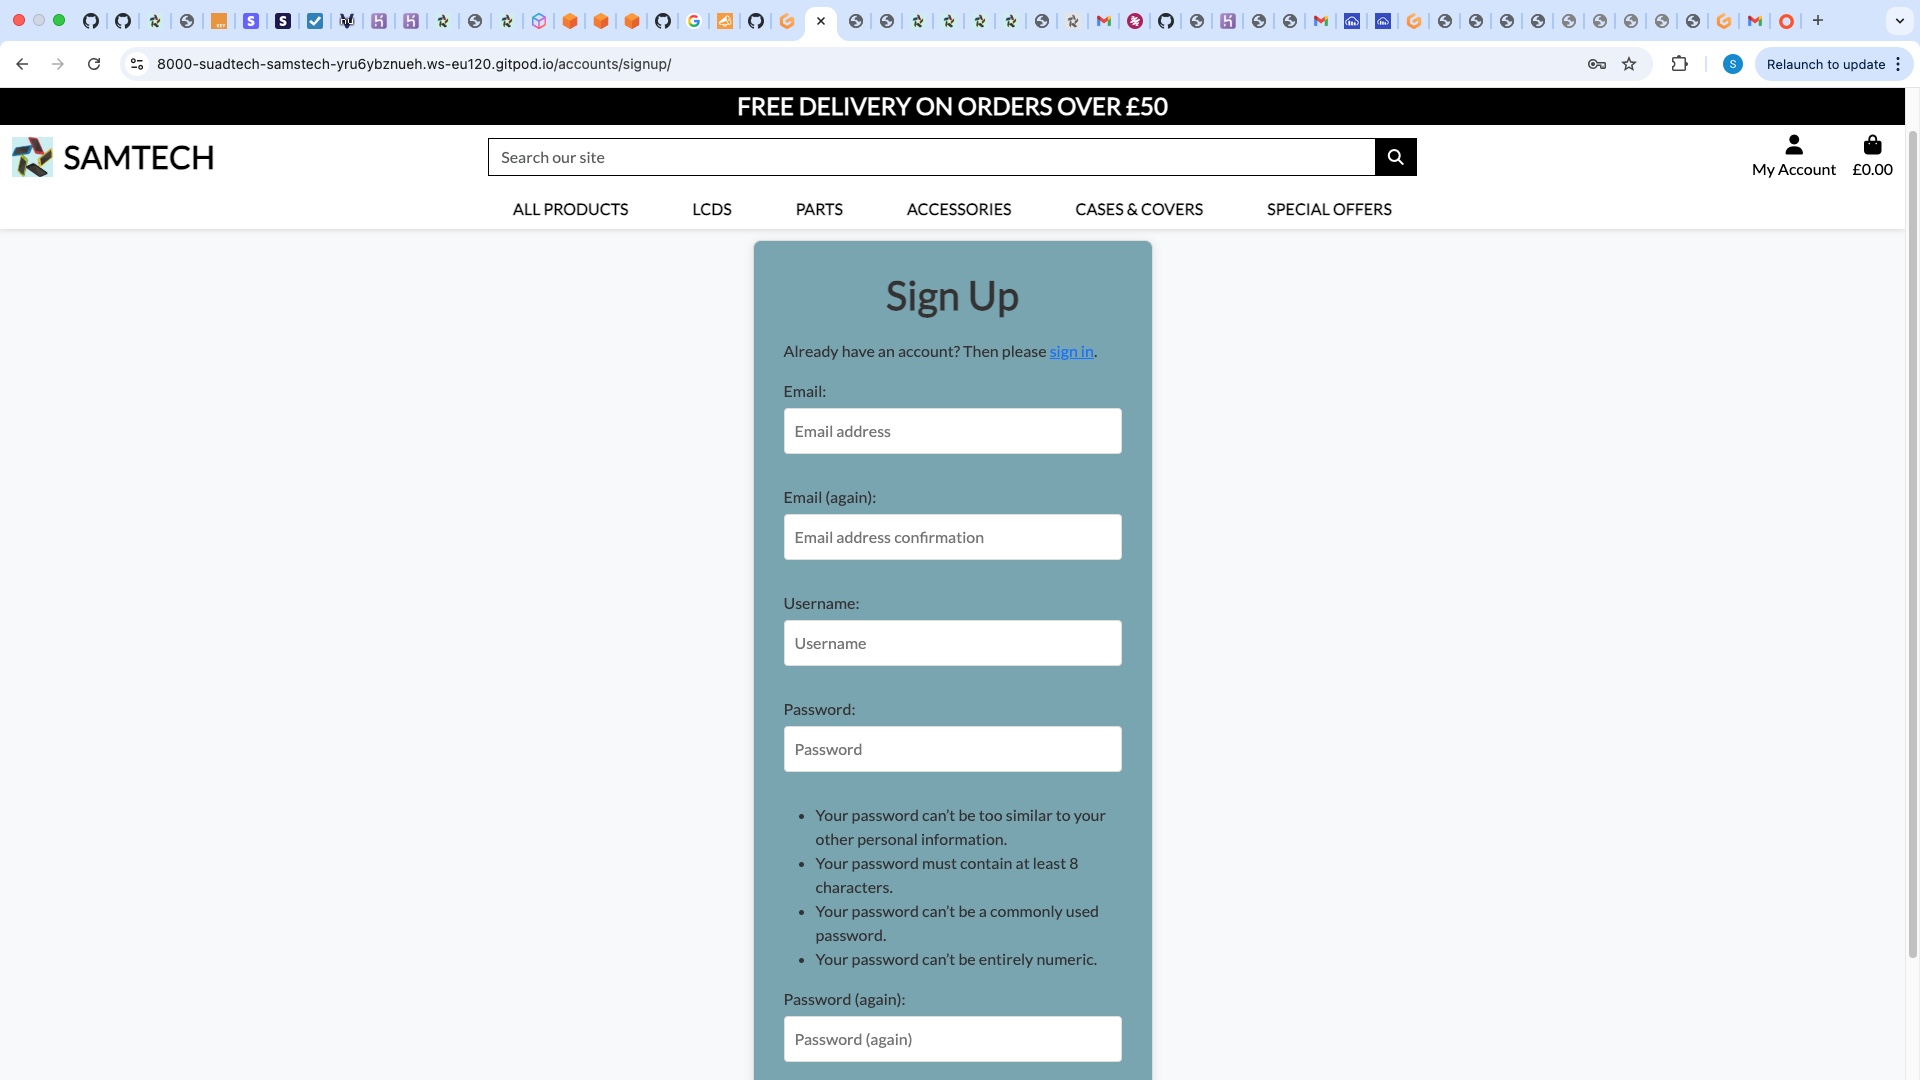 8000-suadtech-samstech-yru6ybznueh.ws-eu120.gitpod.io/accounts/signup/
S
Relaunch to update
FREE DELIVERY ON ORDERS OVER £50
SAMTECH
Search our site
My Account
£0.00
ALL PRODUCTS
LCDS
PARTS
ACCESSORIES
CASES & COVERS
SPECIAL OFFERS
Sign Up
Already have an account? Then please sign in.
Email:
Email address
Email (again):
Email address confirmation
Username:
Username
Password:
Password
Your password can’t be too similar to your
other personal information.
Your password must contain at least 8
characters.
Your password can’t be a commonly used
password.
Your password can’t be entirely numeric.
Password (again):
Password (again)